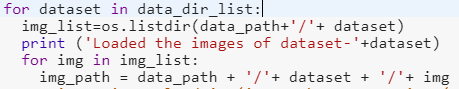 for dataset in data_dir_list:
img_list=os.listdir(data_path+'/'+ dataset)
print ('Loaded the images of dataset-'+dataset)
for img in img_list:
img_path = data_path + '/'+ dataset + '/'+ img